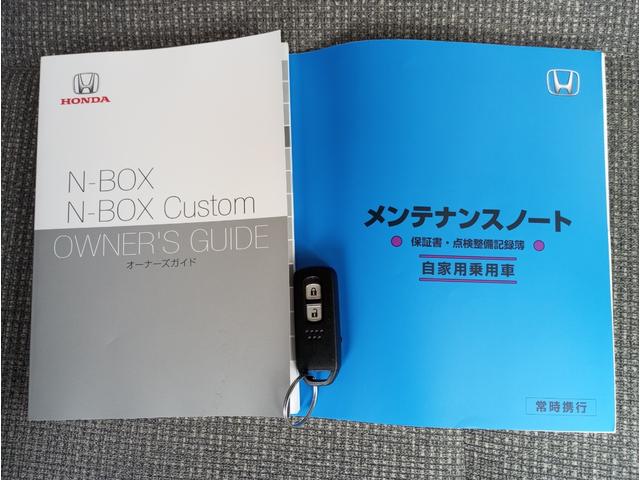 HONDA
N-BOX
N-BOX Custom
OWNER'S GUIDE
オーナーズガイド
メンテナンスノート
保証書・点検整備記録簿
自家用乗用車
常時携行